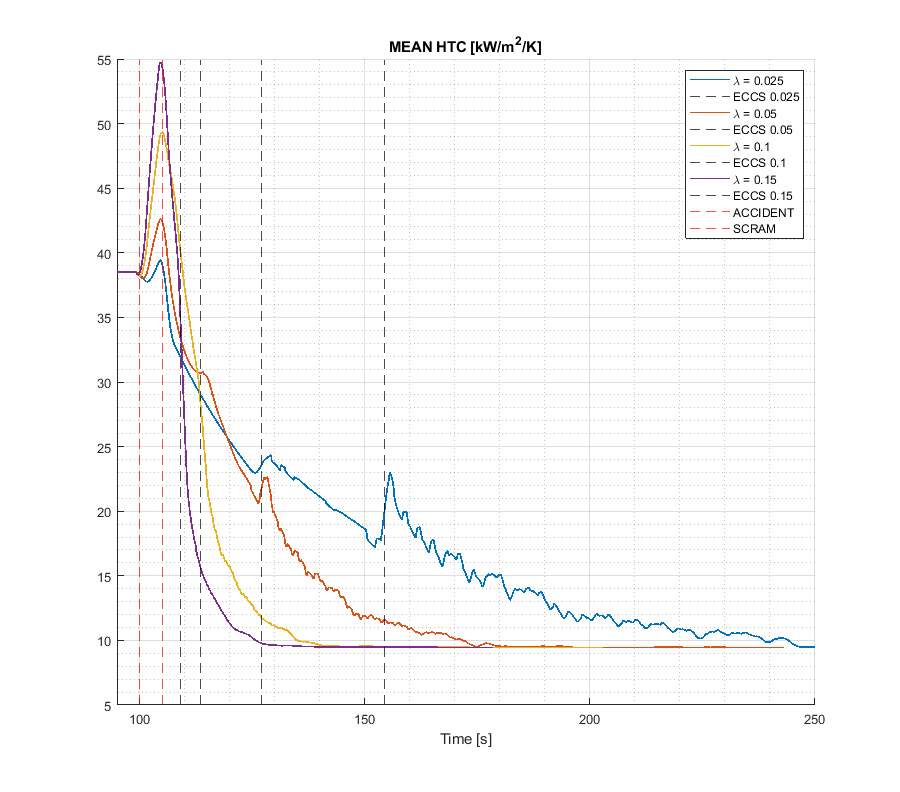 MEAN HTC [kW/m²/K]
55
50
45
40
35
30
25
20
15
10
5
100 150 200 250
Time [s]
λ = 0.025
ECCS 0.025
λ = 0.05
ECCS 0.05
λ = 0.1
ECCS 0.1
λ = 0.15
ECCS 0.15
ACCIDENT
SCRAM